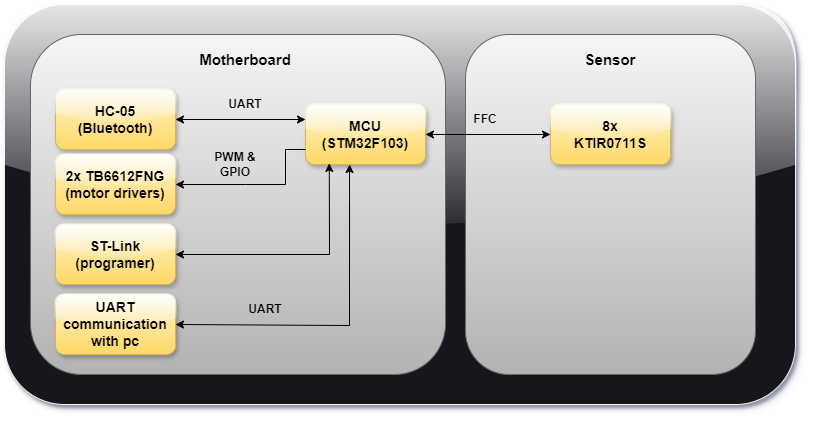 Motherboard
Sensor
HC-05
(Bluetooth)
UART
MCU
(STM32F103)
FFC
8x
KTIR0711S
PWM &
GPIO
2x TB6612FNG
(motor drivers)
ST-Link
(programer)
UART
communication
with pc
UART